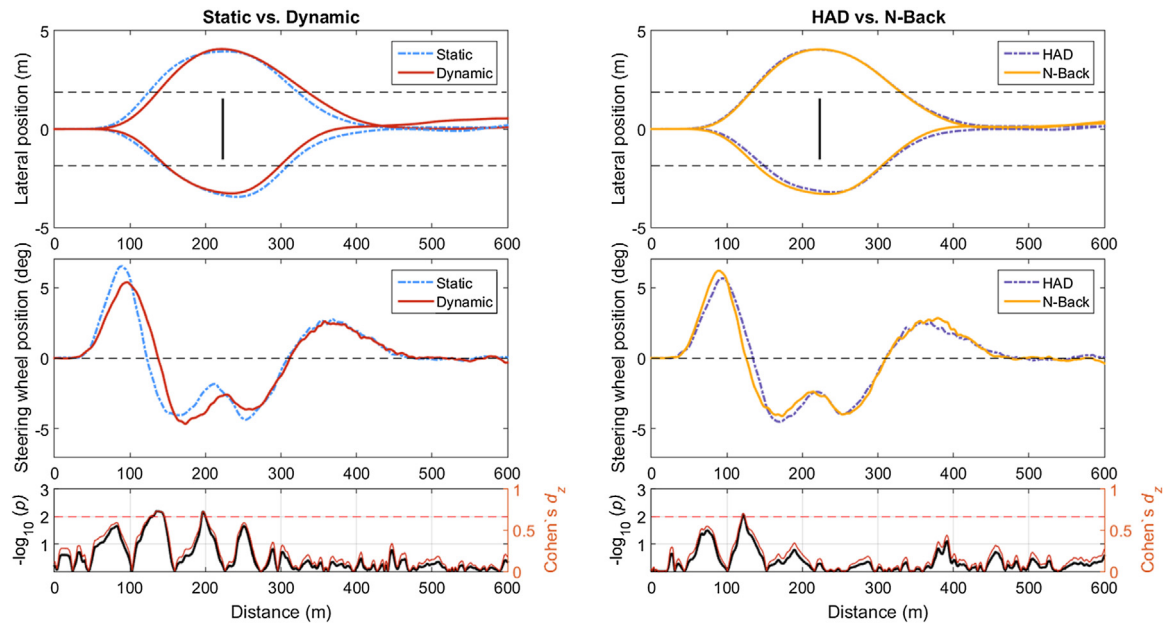 Static vs. Dynamic
HAD vs. N-Back
Lateral position (m)
5
0
-5
Static
Dynamic
0 100 200 300 400 500 600
Lateral position (m)
5
0
-5
HAD
N-Back
0 100 200 300 400 500 600
Steering wheel position (deg)
5
0
-5
Static
Dynamic
0 100 200 300 400 500 600
Steering wheel position (deg)
5
0
-5
HAD
N-Back
0 100 200 300 400 500 600
-log10 (p)
3
2
1
0 100 200 300 400 500 600
Distance (m)
1
0.5
0
Cohen`s dz
-log10 (p)
3
2
1
0 100 200 300 400 500 600
Distance (m)
1
0.5
0
Cohen`s dz